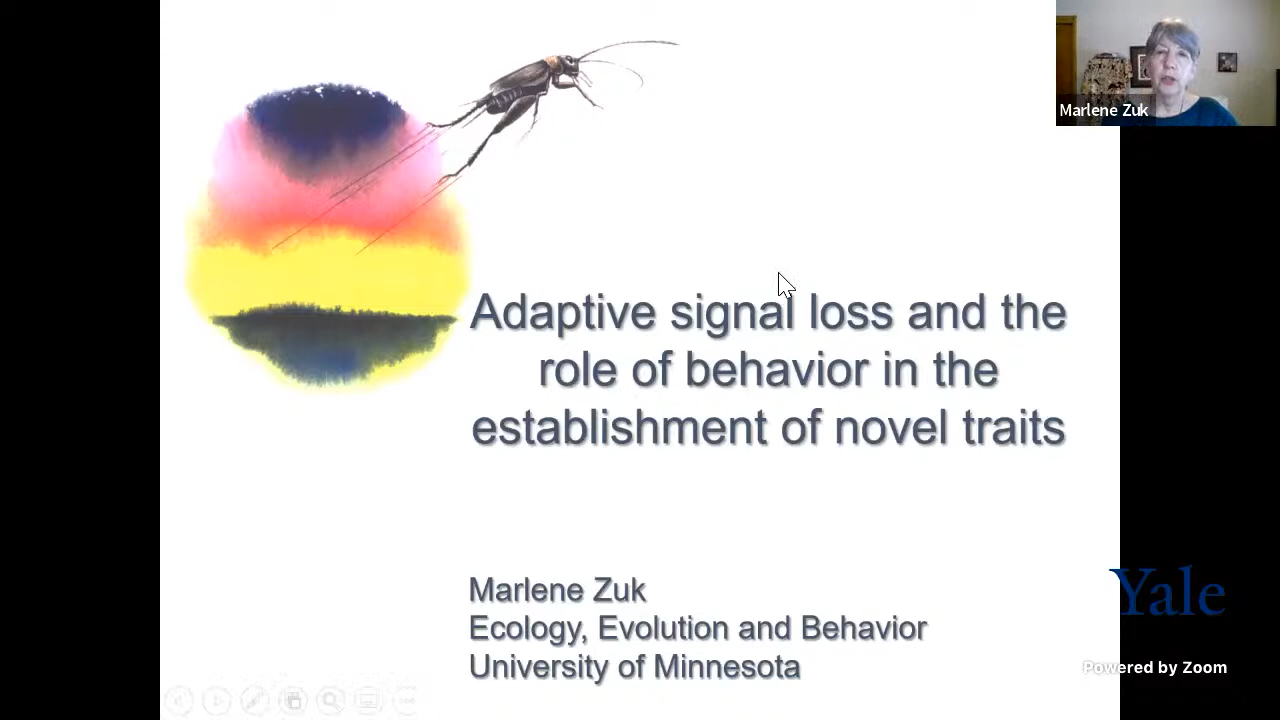 Marlene Zuk
Adaptive signal loss and the
role of behavior in the
establishment of novel traits
Marlene Zuk
Ecology, Evolution and Behavior
University of Minnesota
Yale
Powered by Zoom